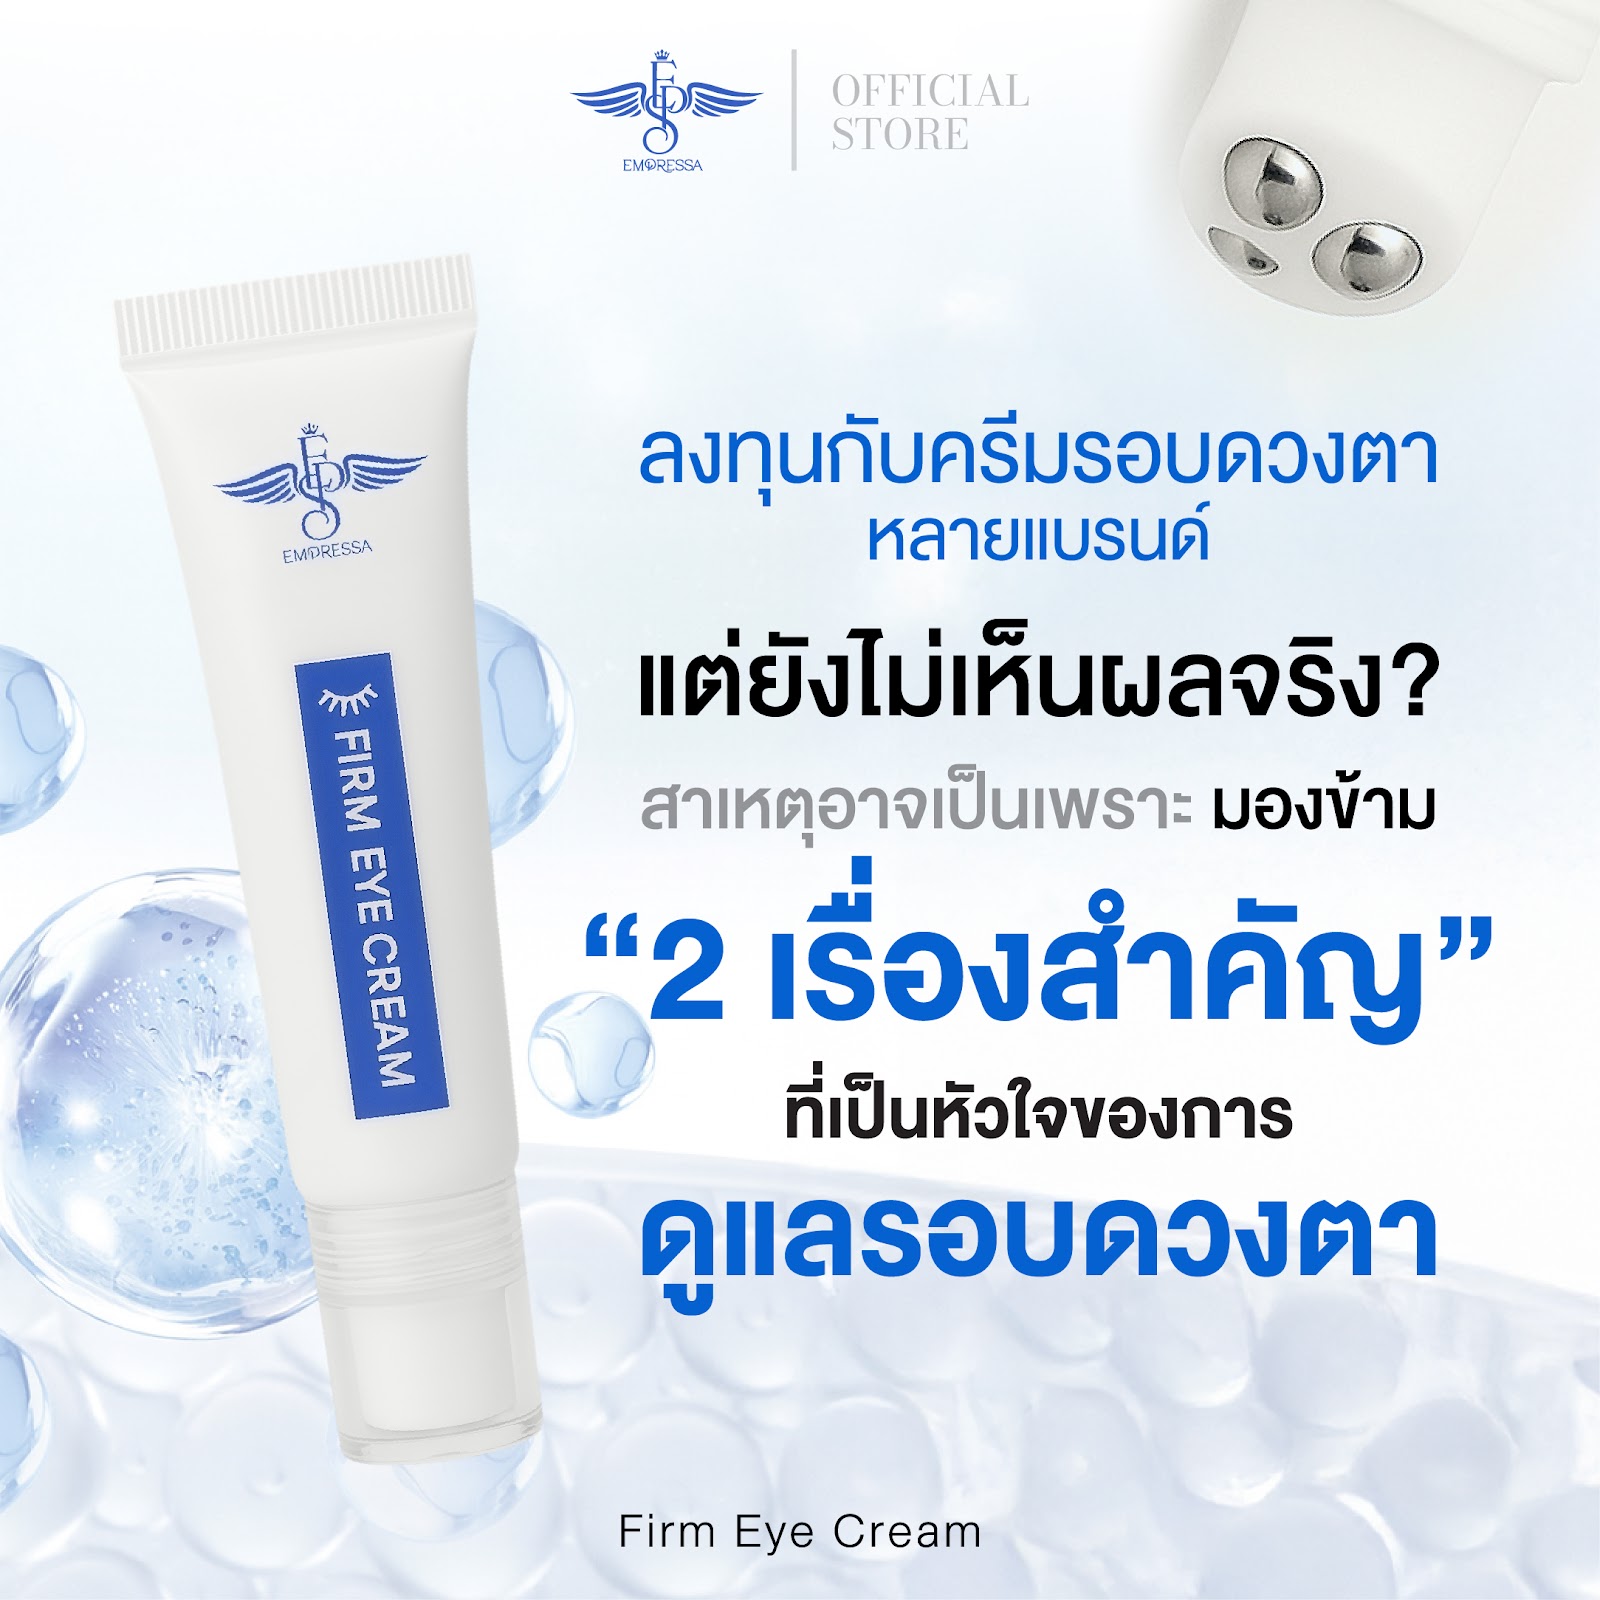 EMPRESSA
OFFICIAL
STORE
EMPRESSA
FIRM EYE CREAM
ลงทุนกับครีมรอบดวงตา
หลายแบรนด์
แต่ยังไม่เห็นผลจริง?
สาเหตุอาจเป็นเพราะ มองข้าม
“2 เรื่องสำคัญ”
ที่เป็นหัวใจของการ
ดูแลรอบดวงตา
Firm Eye Cream